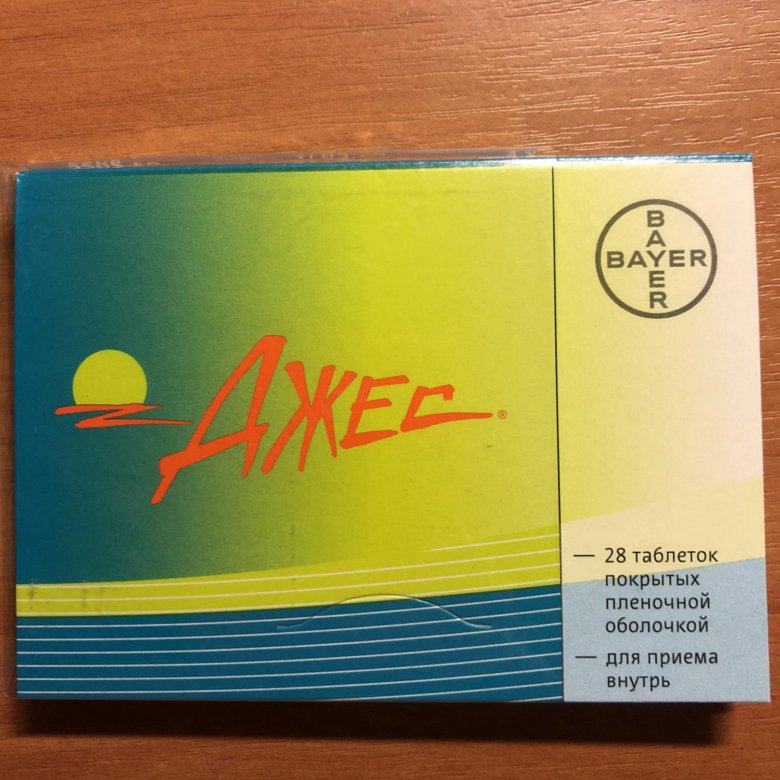 BAYER
BAYER
Джес®
— 28 таблеток
покрытых
пленочной
оболочкой
— для приема
внутрь